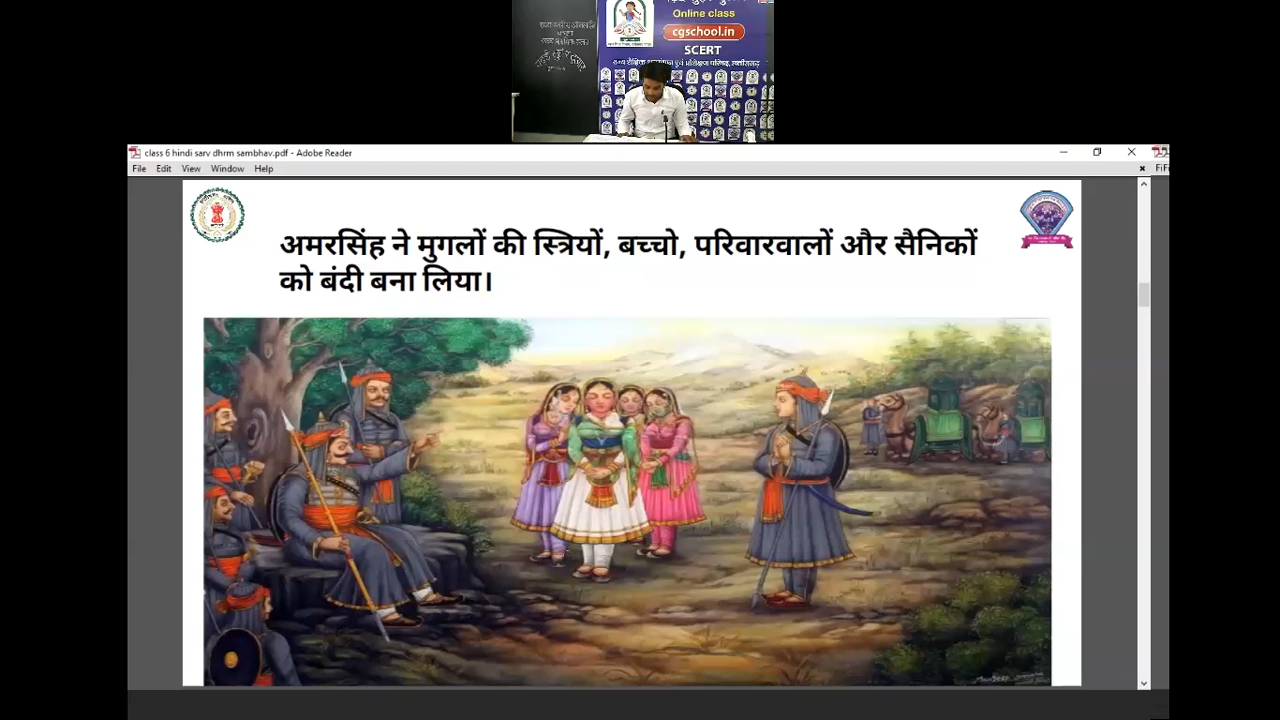 Online class
cgschool.in
SCERT
class 6 hindi sarv dhrm sambhav.pdf - Adobe Reader
File Edit View Window Help
अमरसिंह ने मुगलों की स्त्रियों, बच्चो, परिवारवालों और सैनिकों
को बंदी बना लिया।